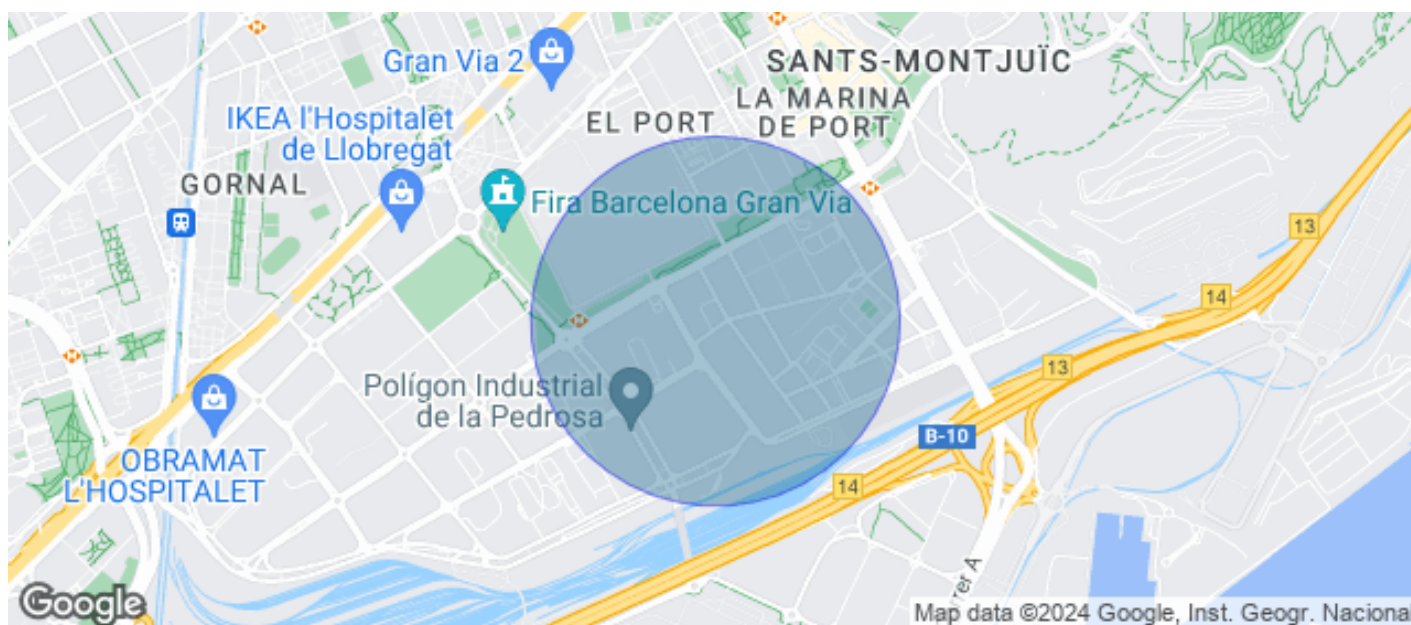 Gran Via 2
SANTS-MONTJUÏC
LA MARINA
DE PORT
EL PORT
IKEA l'Hospitalet
de Llobregat
GORNAL
Fira Barcelona Gran Via
13
14
13
Polígon Industrial
de la Pedrosa
B-10
OBRAMAT
L'HOSPITALET
14
rrer A
Google
Map data ©2024 Google, Inst. Geogr. Nacional